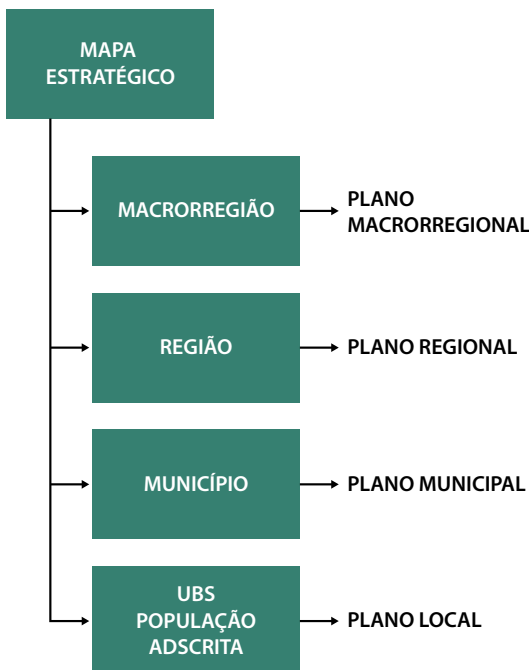 MAPA
ESTRATÉGICO
MACRORREGIÃO
PLANO
MACRORREGIONAL
REGIÃO
PLANO REGIONAL
MUNICÍPIO
PLANO MUNICIPAL
UBS
POPULAÇÃO
ADSCRITA
PLANO LOCAL